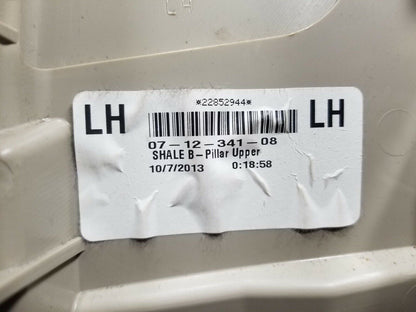 *22852944*
LH LH
07-12-341-08
SHALE B-Pillar Upper
10/7/2013 0:18:58